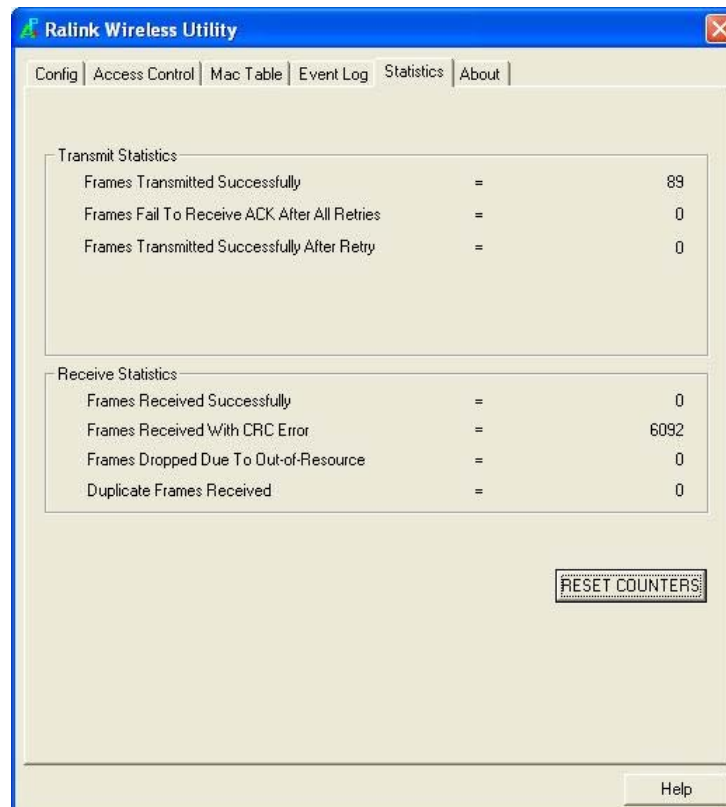 Ralink Wireless Utility
Config Access Control Mac Table Event Log Statistics About
Transmit Statistics
Frames Transmitted Successfully = 89
Frames Fail To Receive ACK After All Retries = 0
Frames Transmitted Successfully After Retry = 0
Receive Statistics
Frames Received Successfully = 0
Frames Received With CRC Error = 6092
Frames Dropped Due To Out-of-Resource = 0
Duplicate Frames Received = 0
RESET COUNTERS
Help